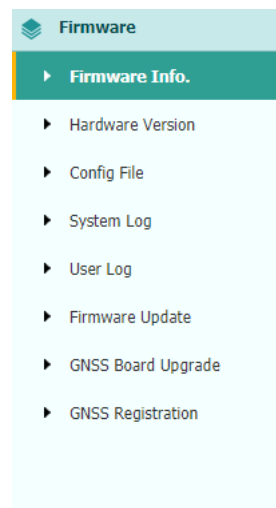 Firmware
Firmware Info.
Hardware Version
Config File
System Log
User Log
Firmware Update
GNSS Board Upgrade
GNSS Registration